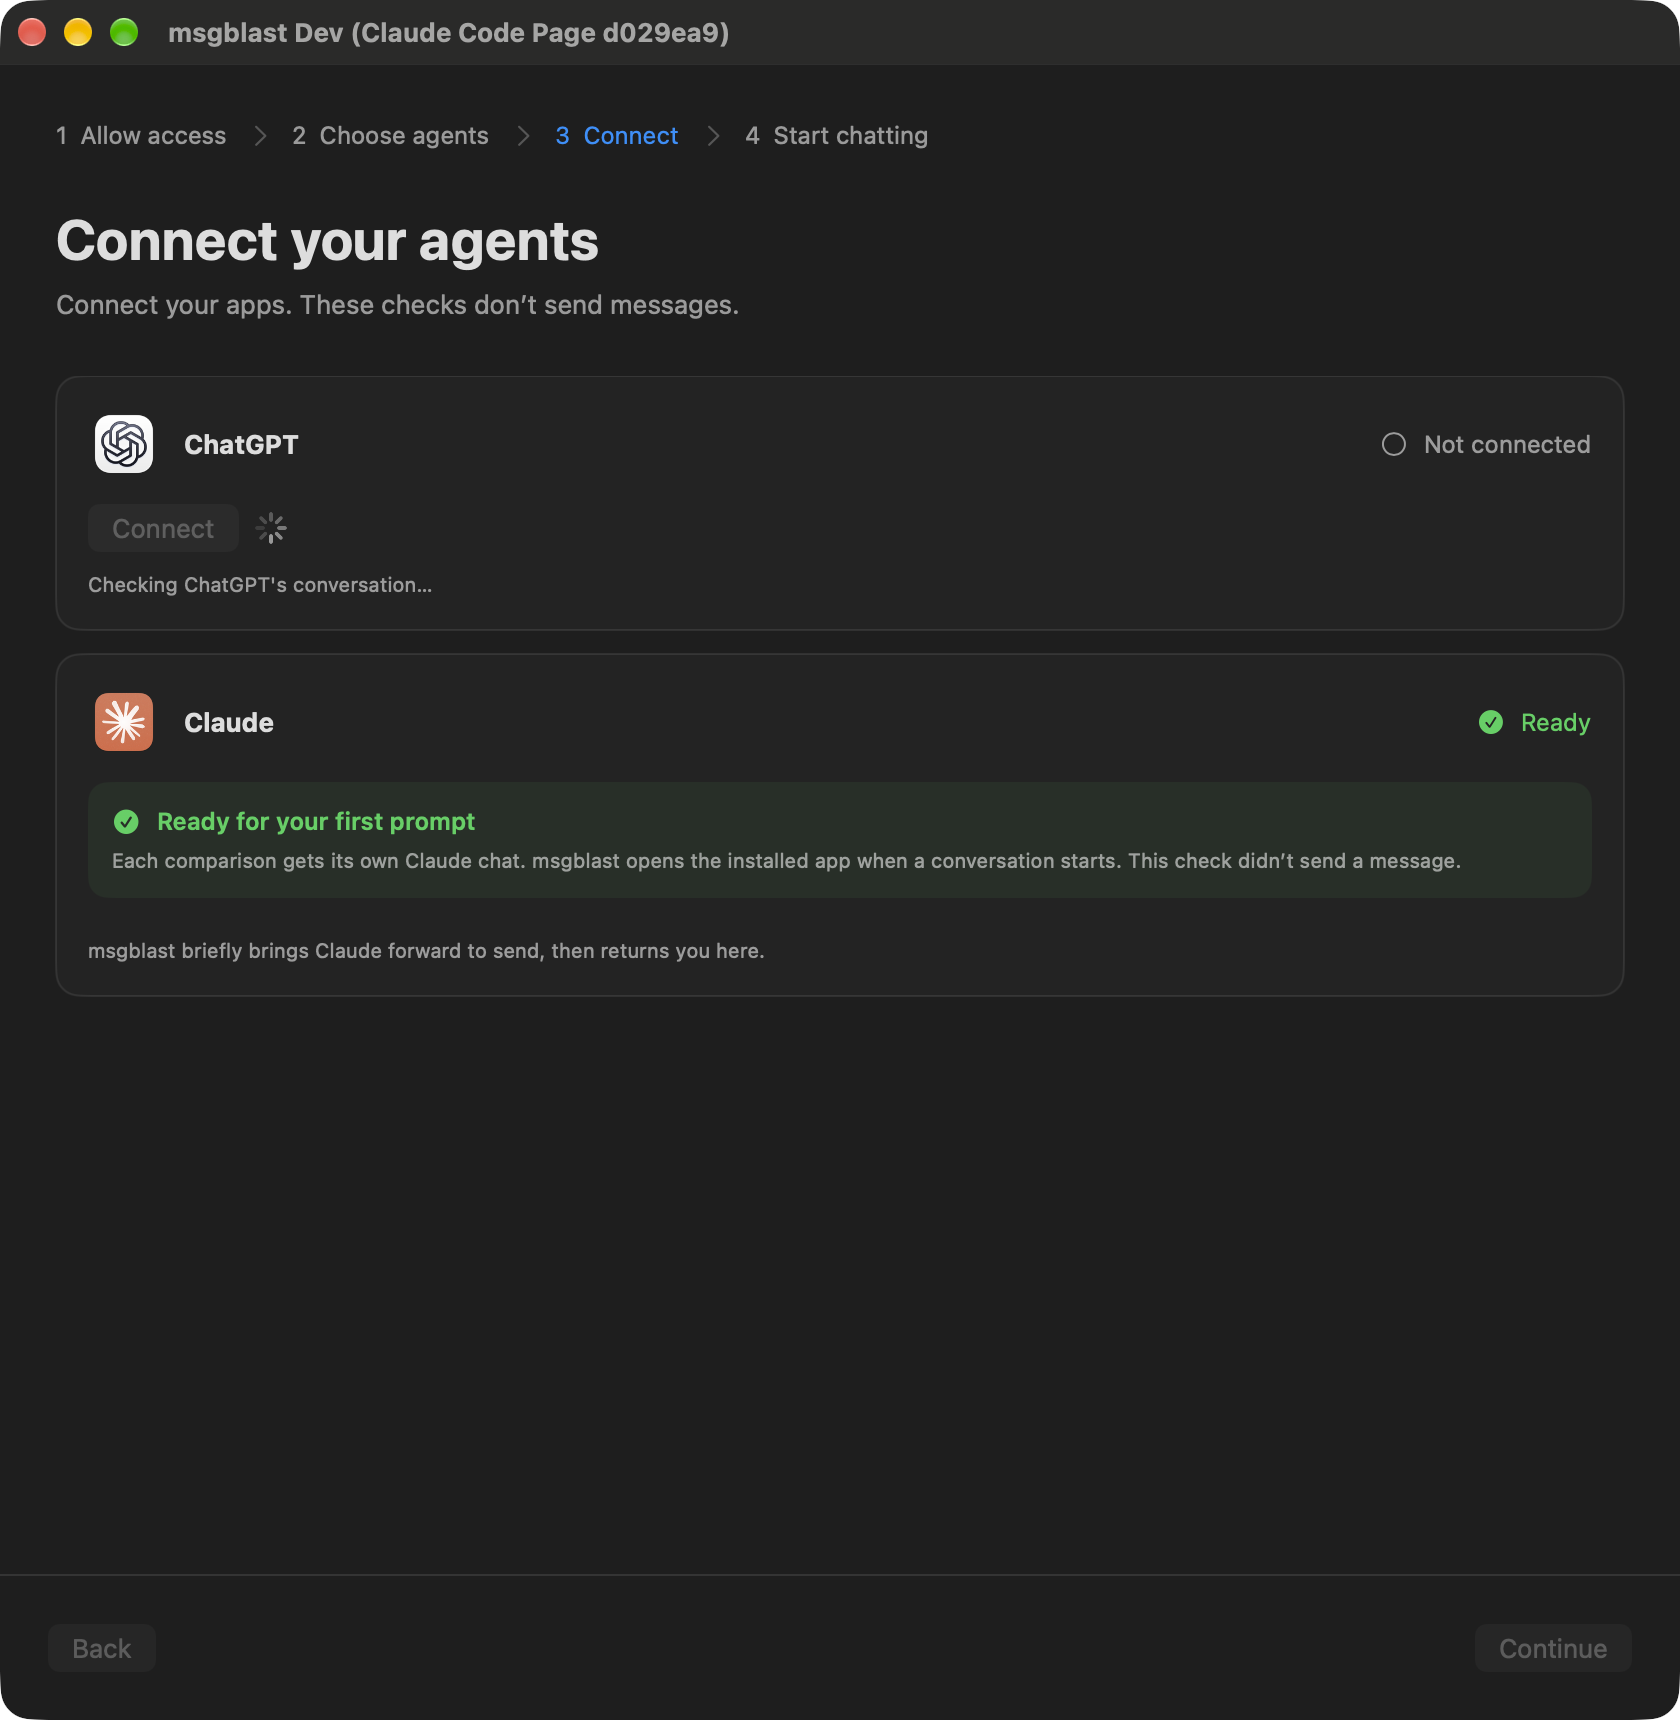 msgblast Dev (Claude Code Page d029ea9)
1 Allow access
2 Choose agents
3 Connect
4 Start chatting
Connect your agents
Connect your apps. These checks don’t send messages.
ChatGPT
Not connected
Connect
Checking ChatGPT's conversation…
Claude
Ready
Ready for your first prompt
Each comparison gets its own Claude chat. msgblast opens the installed app when a conversation starts. This check didn’t send a message.
msgblast briefly brings Claude forward to send, then returns you here.
Back
Continue